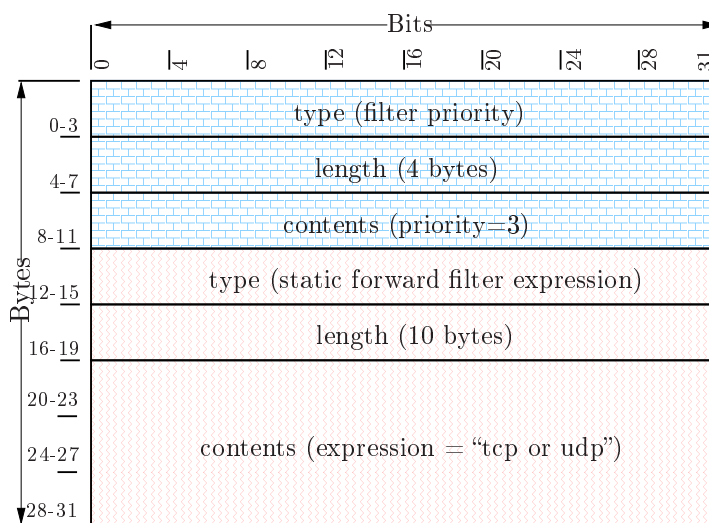 Bits
0 4 8 12 16 20 24 28 31
Bytes
0-3
type (filter priority)
4-7
length (4 bytes)
8-11
contents (priority=3)
12-15
type (static forward filter expression)
16-19
length (10 bytes)
20-23
24-27
contents (expression = “tcp or udp”)
28-31